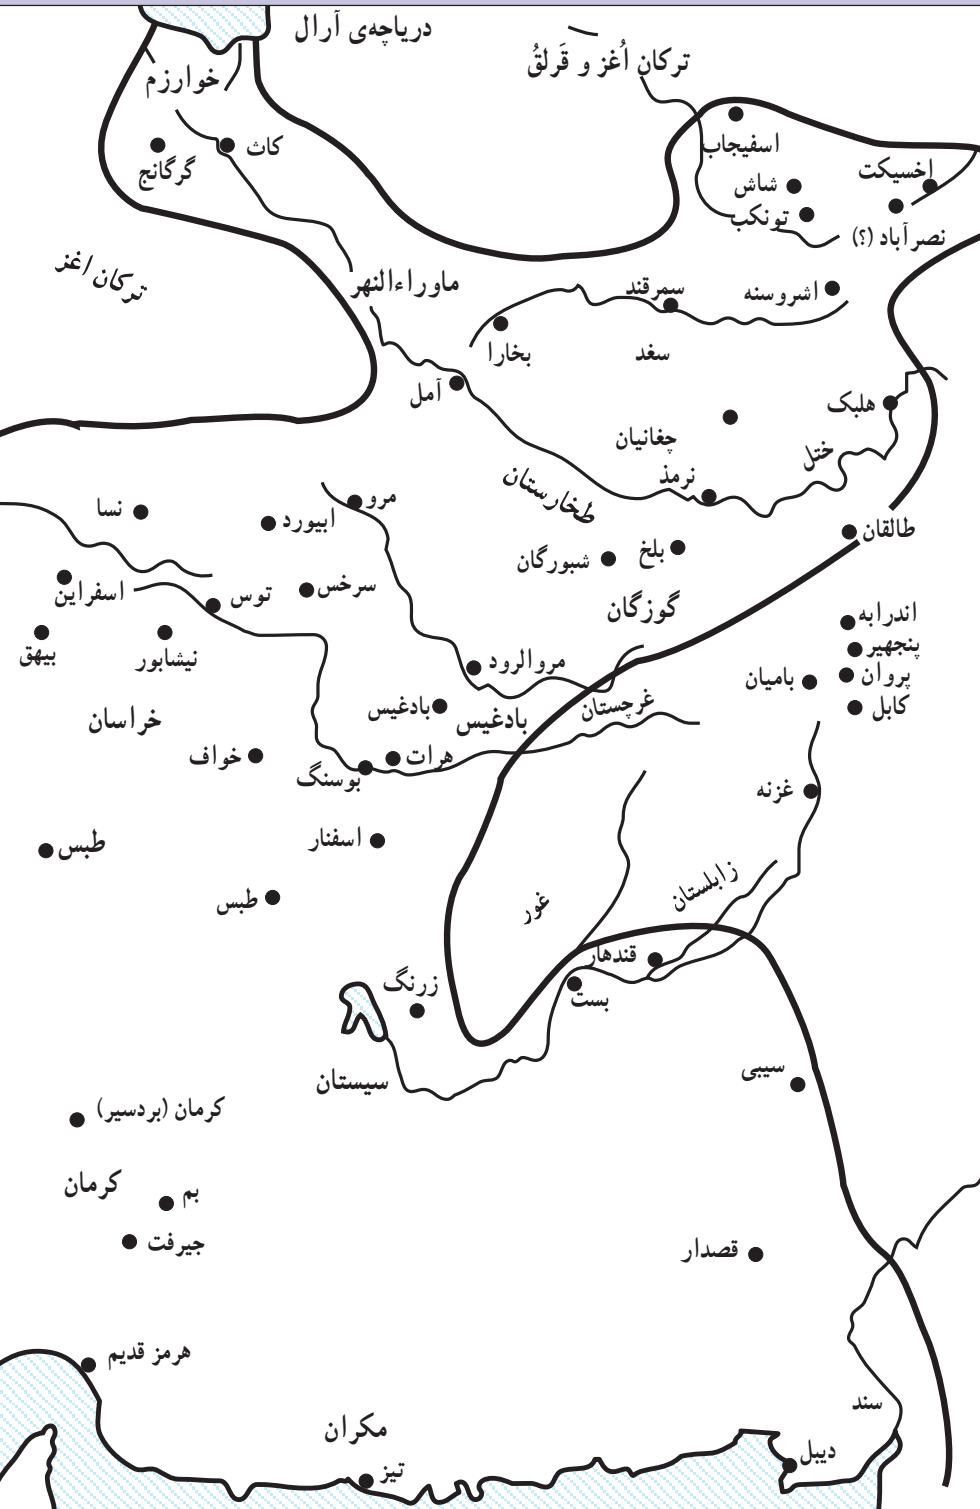 دریاچه‌ی آرال
ترکان اُغز و قَرلقُ
خوارزم
کاث
گرگانج
اسفیجاب
شاش
تونکب
اخسیکت
نصرآباد (؟)
ترکان اغز
ماوراءالنهر
سمرقند
اشروسنه
بخارا
سغد
آمل
هلبک
چغانیان
ختل
نرمذ
طخارستان
مرو
نسا
ابیورد
طالقان
بلخ
شبورگان
سرخس
توس
اسفراین
گوزگان
اندرابه
پنجهیر
پروان
کابل
بامیان
بیهق
نیشابور
مروالرود
غرچستان
بادغیس
بادغیس
خراسان
خواف
هرات
بوسنگ
غزنه
اسفنار
طبس
طبس
زابلستان
غور
قندهار
بست
زرنگ
سیستان
سیبی
کرمان (بردسیر)
کرمان
بم
جیرفت
قصدار
هرمز قدیم
سند
مکران
تیز
دیبل